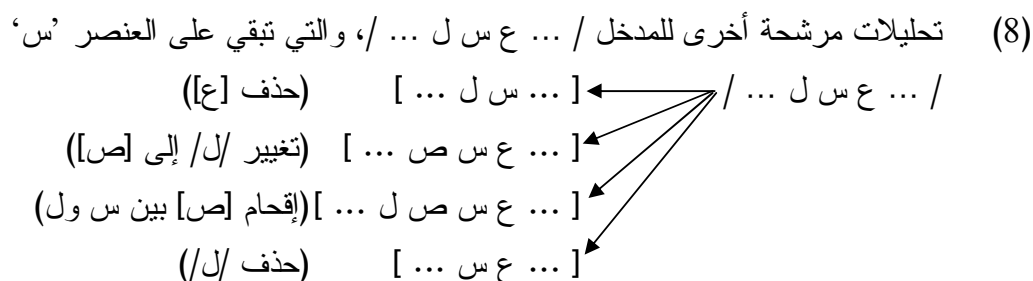 (8) تحليلات مرشحة أخرى للمدخل / ... ع س ل ... /، والتي تبقي على العنصر ’س‘
/ ... ع س ل ... / [ ... س ل ... ] (حذف [ع])
[ ... ع س ص ... ] (تغيير /ل/ إلى [ص])
[ ... ع س ص ل ... ](إقحام [ص] بين س ول)
[ ... ع س ... ] (حذف /ل/)